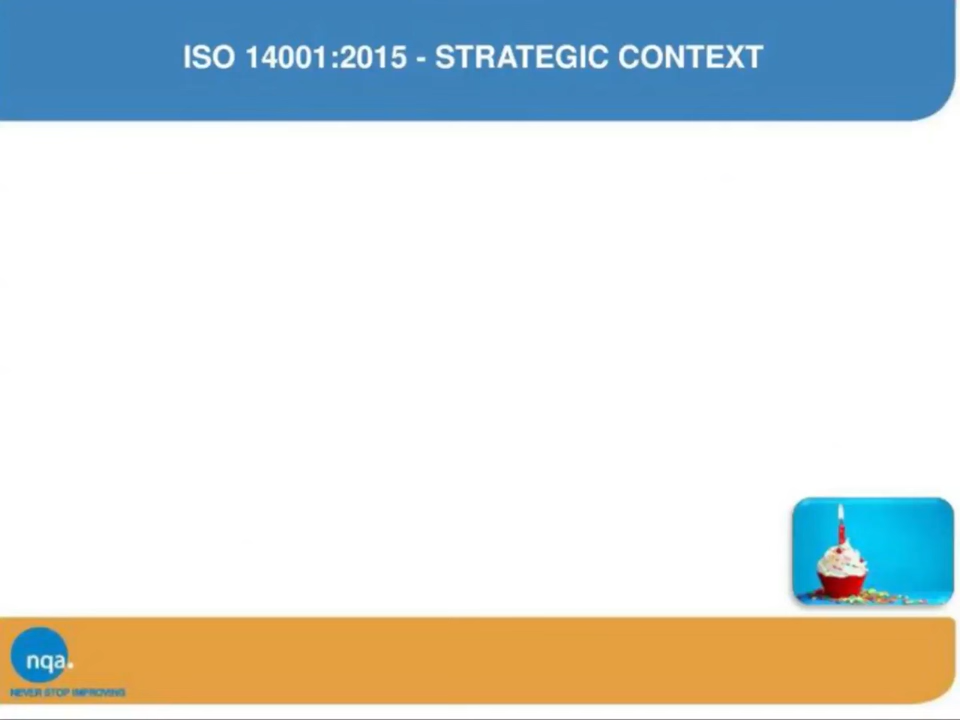 ISO 14001:2015 - STRATEGIC CONTEXT
nqa.
NEVER STOP IMPROVING